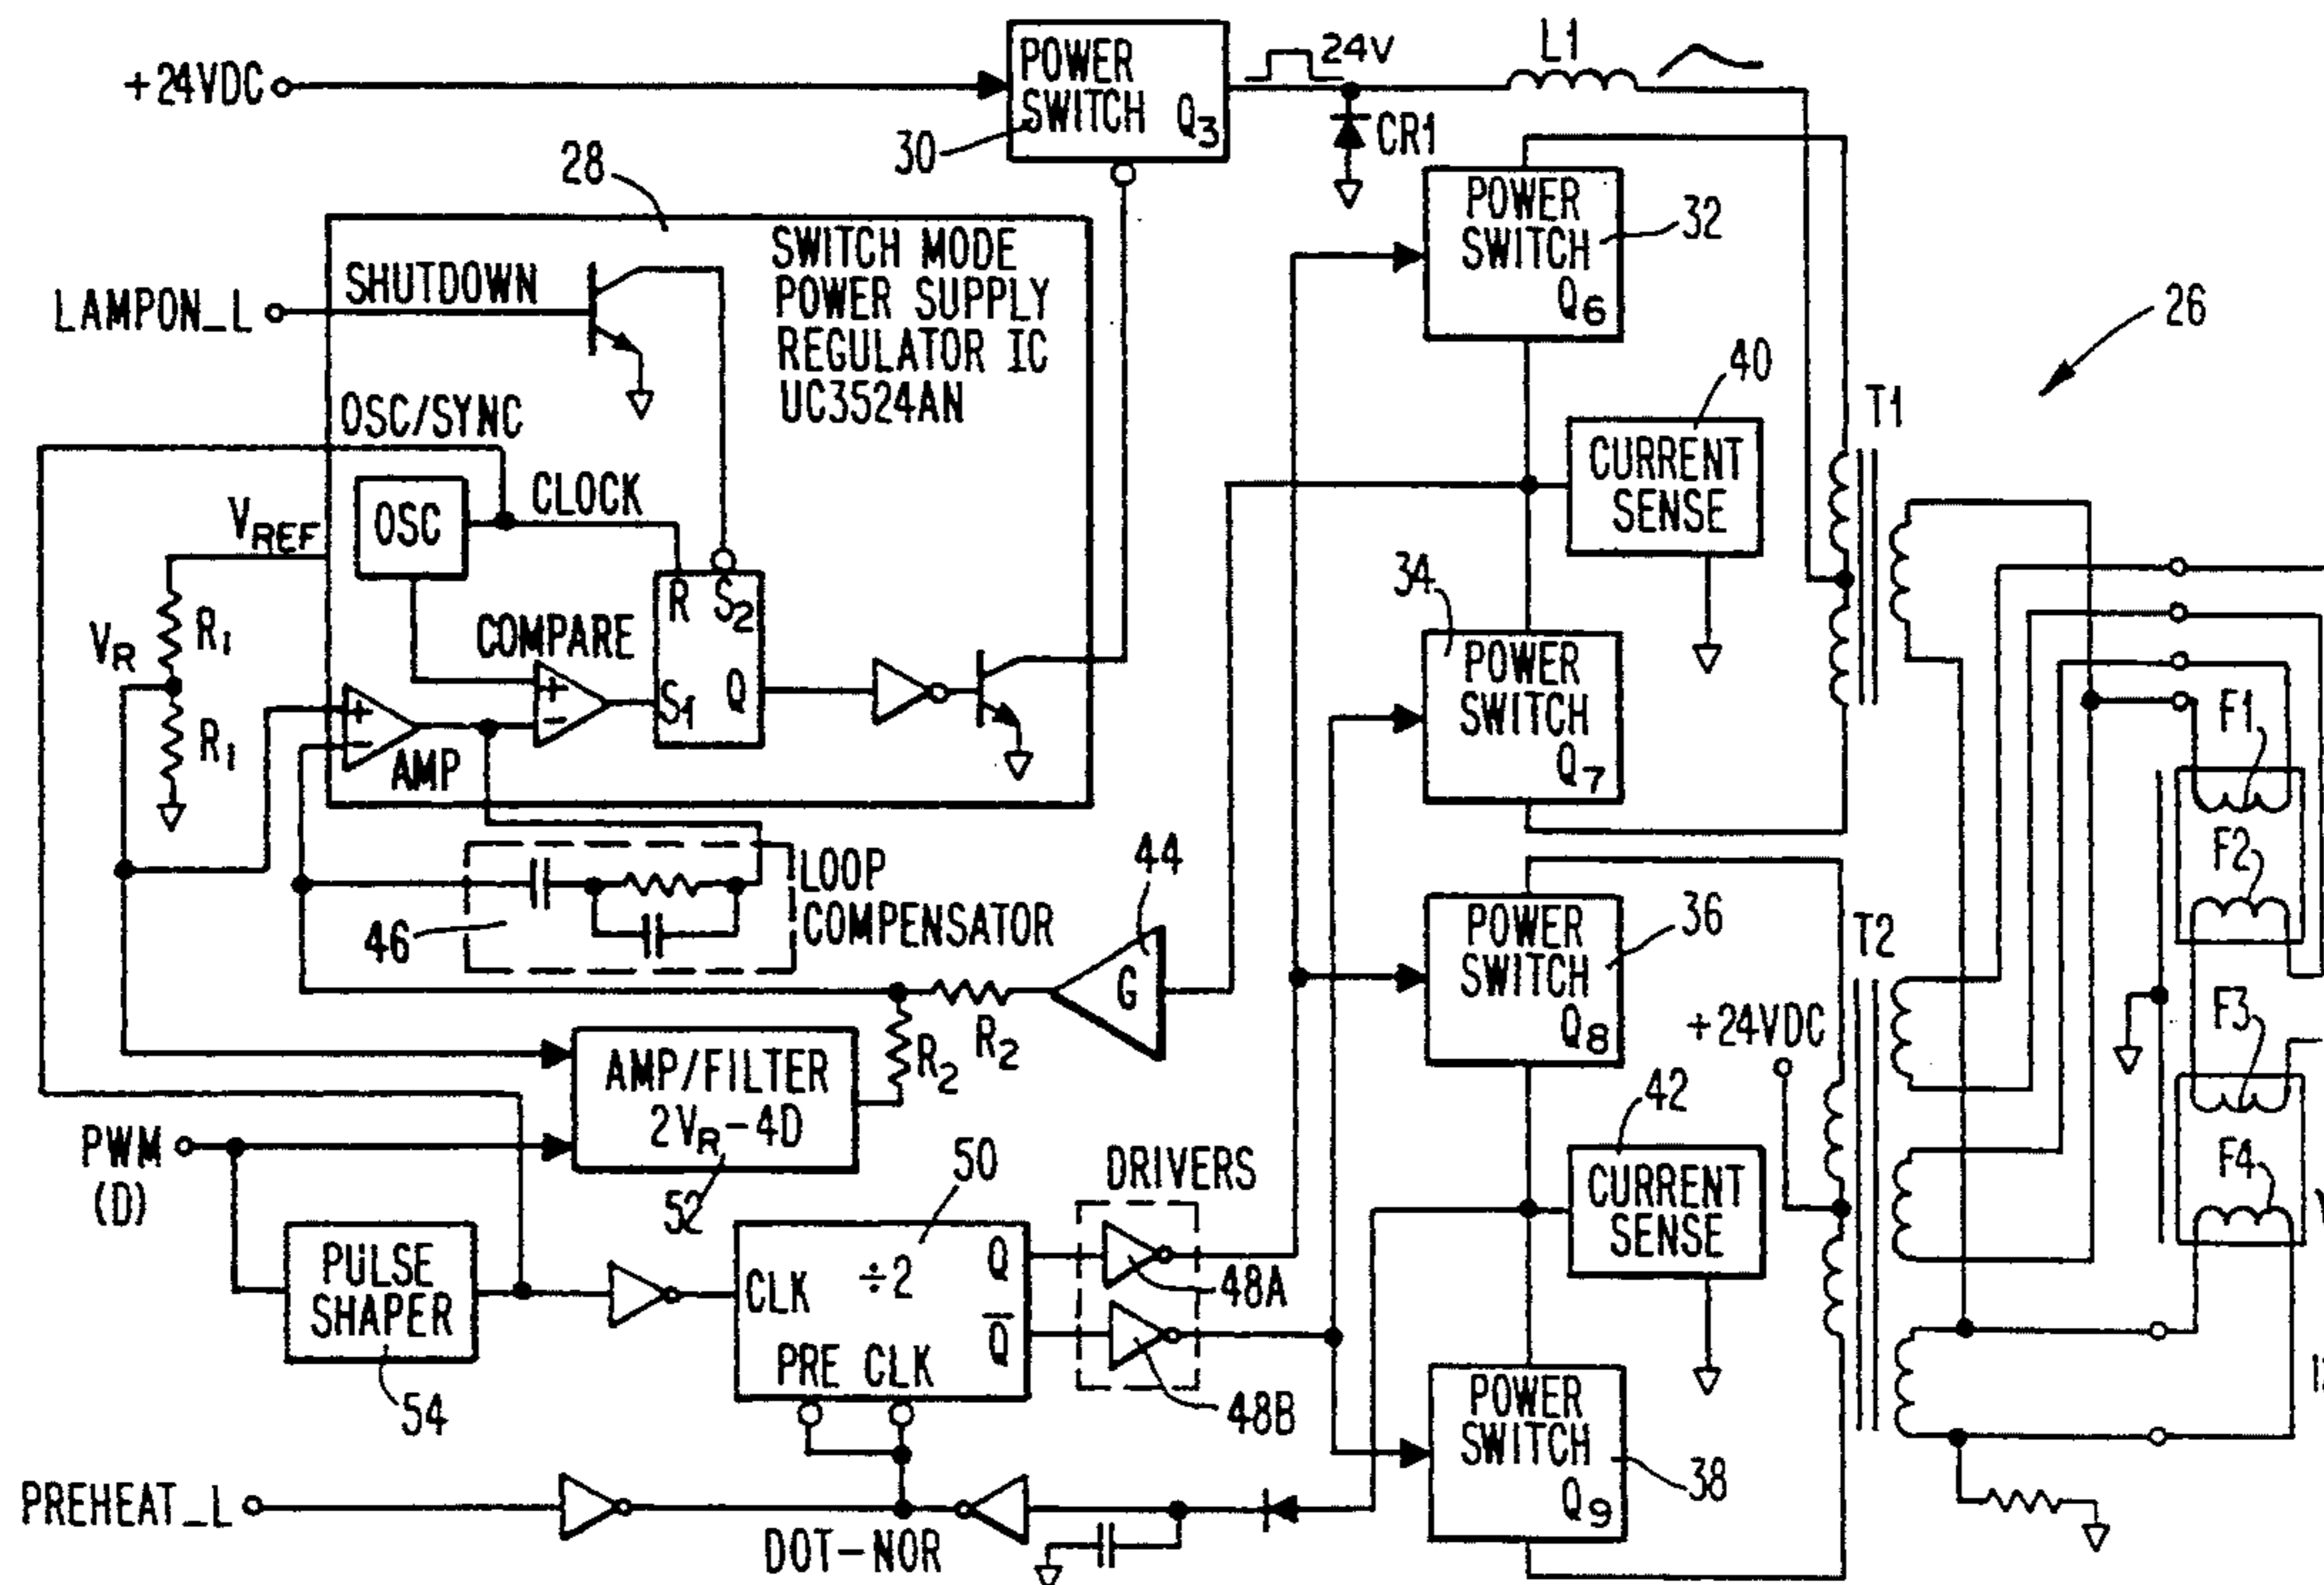 +24VDC
POWER
SWITCH Q3
30
24V
L1
CR1
28
SWITCH MODE
POWER SUPPLY
REGULATOR IC
UC3524AN
LAMPON_L
SHUTDOWN
POWER
SWITCH
Q6
32
26
OSC/SYNC
40
T1
CURRENT
SENSE
VREF
OSC
CLOCK
R S2
VR
R1
COMPARE
S1 Q
34
POWER
SWITCH
Q7
R1
AMP
F1
F2
LOOP
COMPENSATOR
46
44
G
POWER
SWITCH
Q8
36
T2
+24VDC
F3
R2
R2
AMP/FILTER
2VR-4D
52
42
CURRENT
SENSE
F4
PWM
(D)
50
DRIVERS
PULSE
SHAPER
54
CLK
÷2
Q
Q̅
PRE CLK
48A
48B
POWER
SWITCH
Q9
38
PREHEAT_L
DOT-NOR